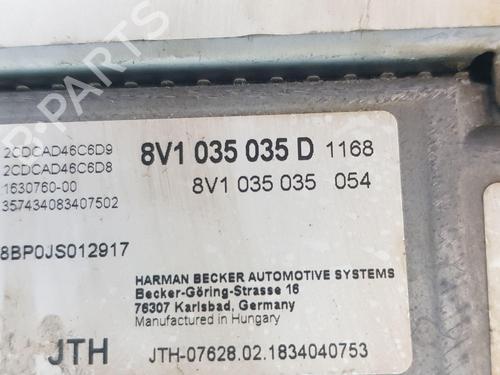 8V1 035 035 D 1168
2CDCAD46C6D9
2CDCAD46C6D8
8V1 035 035 054
1630760-00
357434083407502
8BP0JS012917
HARMAN BECKER AUTOMOTIVE SYSTEMS
Becker-Göring-Strasse 16
76307 Karlsbad, Germany
Manufactured in Hungary
JTH
JTH-07628.02.1834040753